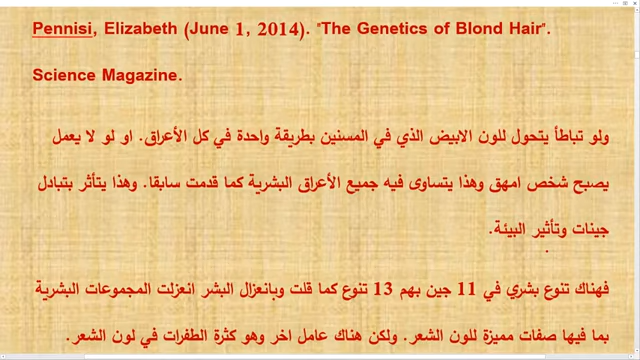 Pennisi, Elizabeth (June 1, 2014). "The Genetics of Blond Hair".
Science Magazine.
ولو تباطأ يتحول للون الابيض الذي في المسنين بطريقة واحدة في كل الأعراق. او لو لا يعمل
يصبح شخص امهق وهذا يتساوى فيه جميع الأعراق البشرية كما قدمت سابقا. وهذا يتأثر بتبادل
جينات وتأثير البيئة.
فهناك تنوع بشري في 11 جين بهم 13 تنوع كما قلت وبانعزال البشر انعزلت المجموعات البشرية
بما فيها صفات مميزة للون الشعر. ولكن هناك عامل اخر وهو كثرة الطفرات في لون الشعر.